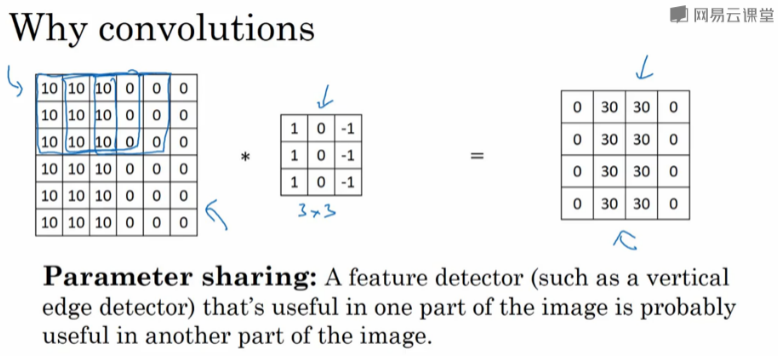 网易云课堂
Why convolutions
10 10 10 0 0 0
10 10 10 0 0 0
10 10 10 0 0 0
10 10 10 0 0 0
10 10 10 0 0 0
10 10 10 0 0 0
*
1 0 -1
1 0 -1
1 0 -1
3x3
=
0 30 30 0
0 30 30 0
0 30 30 0
0 30 30 0
Parameter sharing: A feature detector (such as a vertical
edge detector) that’s useful in one part of the image is probably
useful in another part of the image.